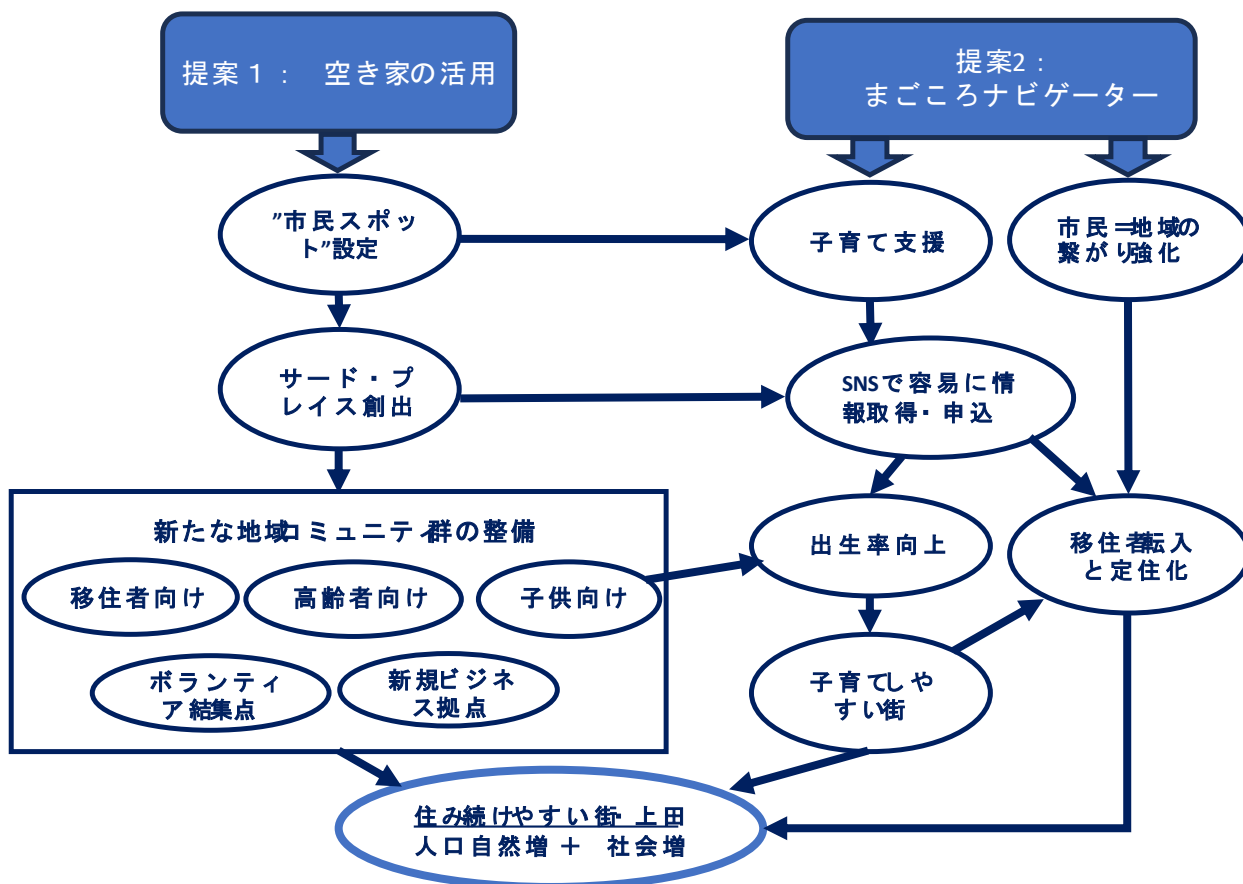 提案１： 空き家の活用
提案2：
まごころナビゲーター
”市民スポッ
ト”設定
子育て支援
市民＝地域の
繋がり強化
サード・プ
レイス創出
SNSで容易に情
報取得・申込
新たな地域コミュニティ群の整備
移住者向け
高齢者向け
子供向け
出生率向上
移住者転入
と定住化
ボランティ
ア結集点
新規ビジネ
ス拠点
子育てしや
すい街
住み続けやすい街・上田
人口自然増＋ 社会増